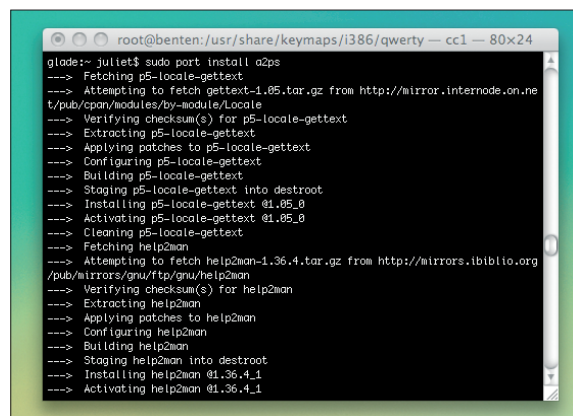 root@benten:/usr/share/keymaps/i386/qwerty — cc1 — 80×24
glade:~ juliet$ sudo port install a2ps
--->  Fetching p5-locale-gettext
--->  Attempting to fetch gettext-1.05.tar.gz from http://mirror.internode.on.ne
t/pub/cpan/modules/by-module/Locale
--->  Verifying checksum(s) for p5-locale-gettext
--->  Extracting p5-locale-gettext
--->  Applying patches to p5-locale-gettext
--->  Configuring p5-locale-gettext
--->  Building p5-locale-gettext
--->  Staging p5-locale-gettext into destroot
--->  Installing p5-locale-gettext @1.05_0
--->  Activating p5-locale-gettext @1.05_0
--->  Cleaning p5-locale-gettext
--->  Fetching help2man
--->  Attempting to fetch help2man-1.36.4.tar.gz from http://mirrors.ibiblio.org
/pub/mirrors/gnu/ftp/gnu/help2man
--->  Verifying checksum(s) for help2man
--->  Extracting help2man
--->  Applying patches to help2man
--->  Configuring help2man
--->  Building help2man
--->  Staging help2man into destroot
--->  Installing help2man @1.36.4_1
--->  Activating help2man @1.36.4_1